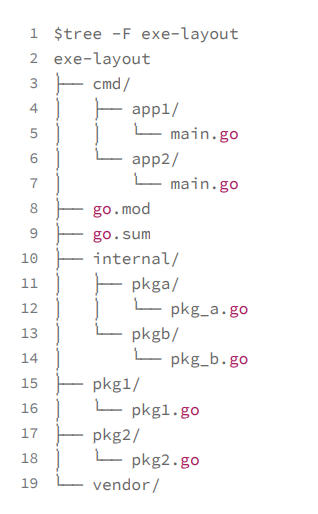 1 $tree -F exe-layout
2 exe-layout
3 ├── cmd/
4 │   ├── app1/
5 │   │   └── main.go
6 │   └── app2/
7 │       └── main.go
8 ├── go.mod
9 ├── go.sum
10 ├── internal/
11 │   ├── pkga/
12 │   │   └── pkg_a.go
13 │   └── pkgb/
14 │       └── pkg_b.go
15 ├── pkg1/
16 │   └── pkg1.go
17 ├── pkg2/
18 │   └── pkg2.go
19 └── vendor/